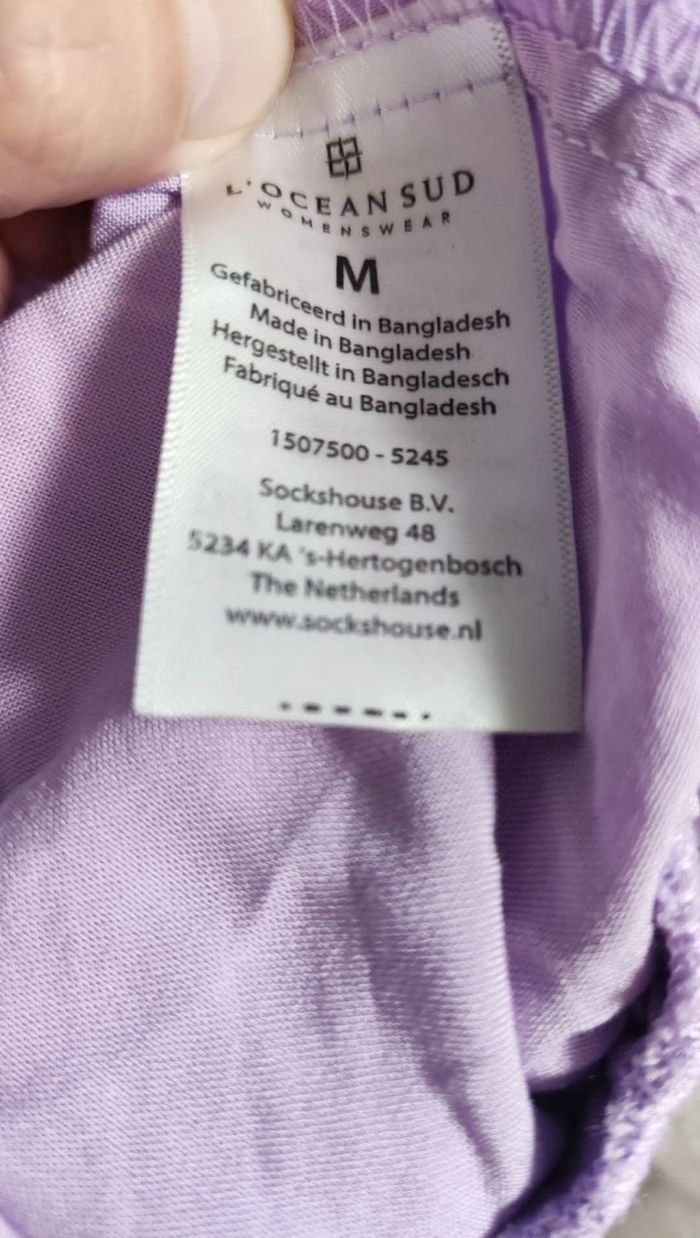 L'OCEAN SUD
WOMENSWEAR
M
Gefabriceerd in Bangladesh
Made in Bangladesh
Hergestellt in Bangladesch
Fabriqué au Bangladesh
1507500 - 5245
Sockshouse B.V.
Larenweg 48
5234 KA 's-Hertogenbosch
The Netherlands
www.sockshouse.nl